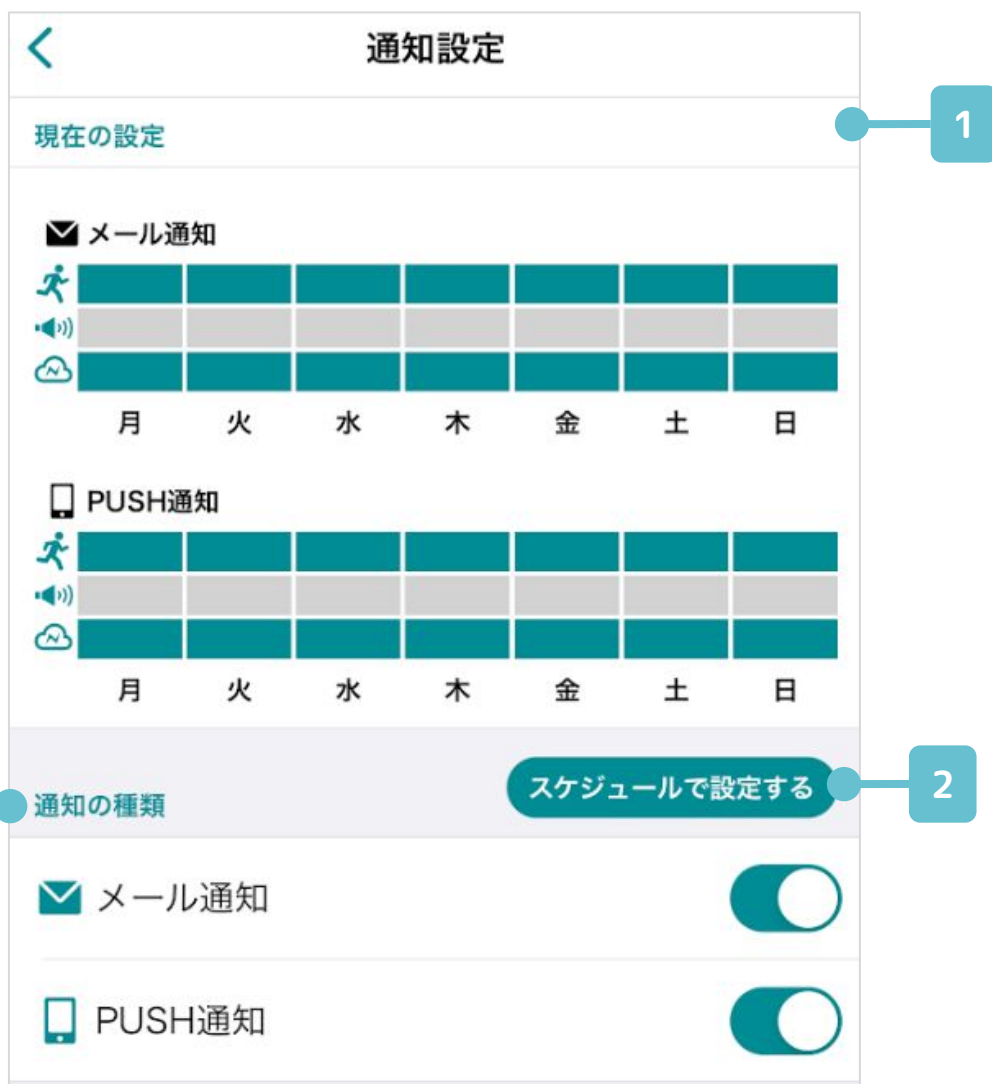 通知設定
現在の設定
1
メール通知
月 火 水 木 金 土 日
PUSH通知
月 火 水 木 金 土 日
通知の種類
スケジュールで設定する
2
メール通知
PUSH通知